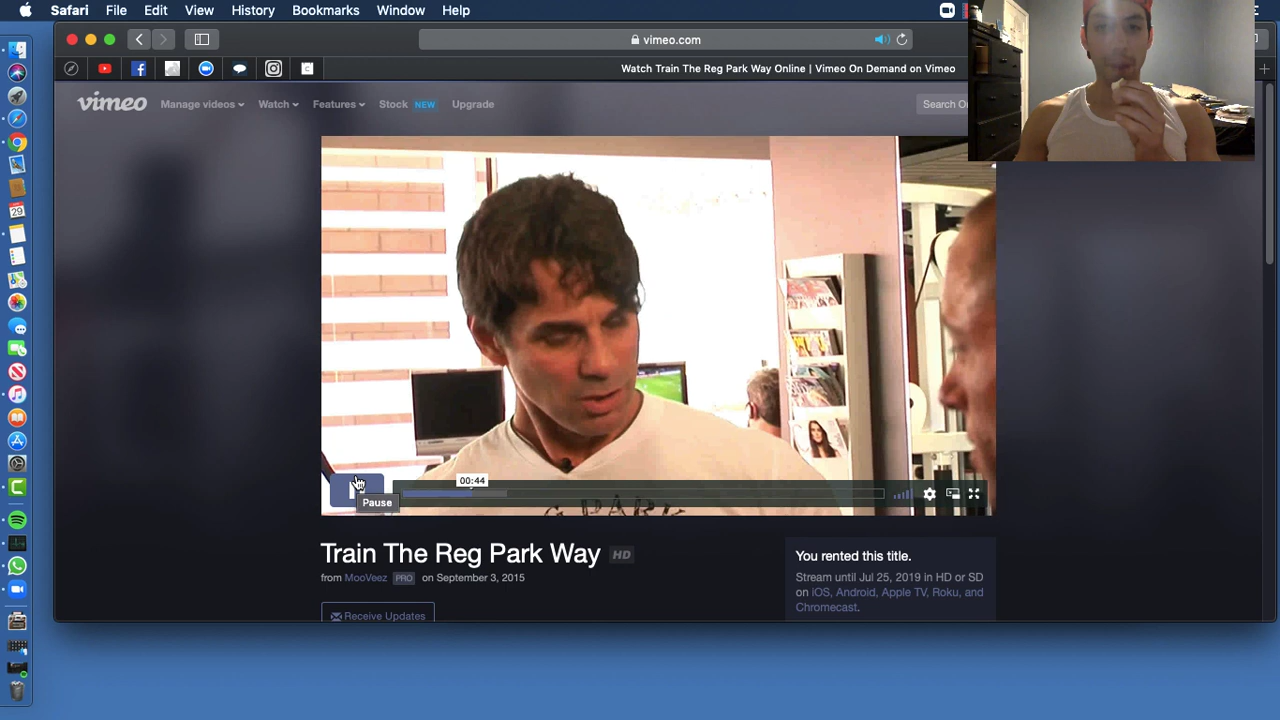 Safari File Edit View History Bookmarks Window Help
vimeo.com
Watch Train The Reg Park Way Online | Vimeo On Demand on Vimeo
vimeo Manage videos Watch Features Stock NEW Upgrade
Search
29
00:44
Pause
G PARK
Train The Reg Park Way HD
from MooVeez PRO on September 3, 2015
Receive Updates
You rented this title.
Stream until Jul 25, 2019 in HD or SD
on iOS, Android, Apple TV, Roku, and
Chromecast.